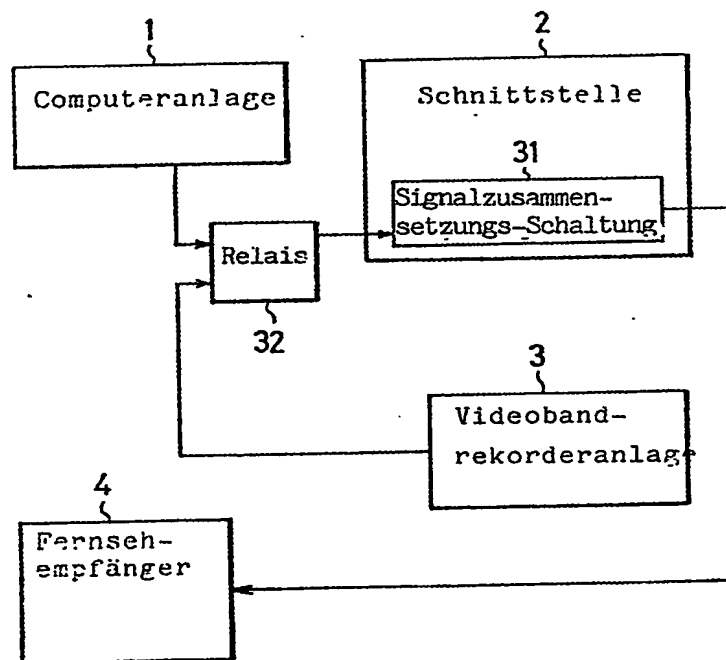 1
Computeranlage
2
Schnittstelle
31
Signalzusammen-
setzungs-Schaltung
Relais
32
3
Videoband-
rekorderanlage
4
Fernseh-
empfänger